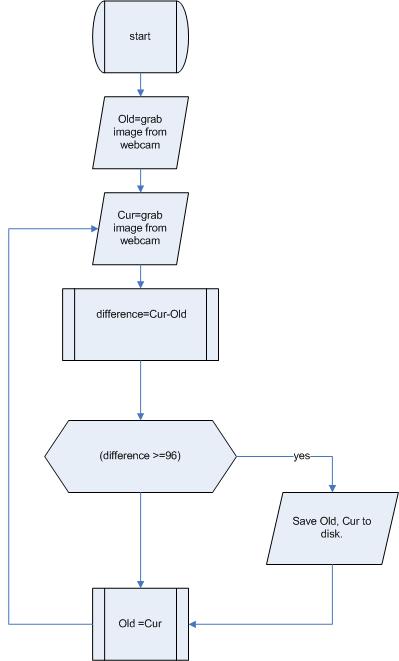 start
Old=grab
image from
webcam
Cur=grab
image from
webcam
difference=Cur-Old
(difference >=96)
yes
Save Old, Cur to
disk.
Old =Cur